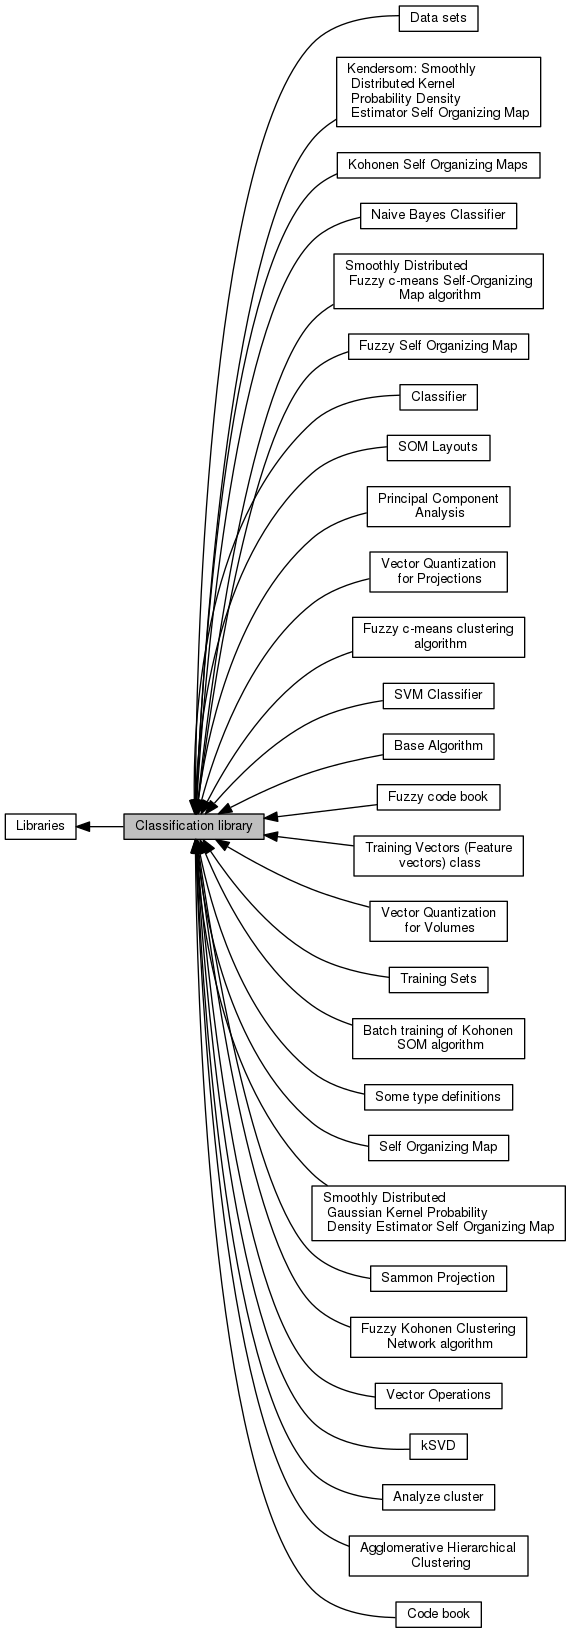 Data sets
Kendersom: Smoothly
Distributed Kernel
Probability Density
Estimator Self Organizing Map
Kohonen Self Organizing Maps
Naive Bayes Classifier
Smoothly Distributed
Fuzzy c-means Self-Organizing
Map algorithm
Fuzzy Self Organizing Map
Classifier
SOM Layouts
Principal Component
Analysis
Vector Quantization
for Projections
Fuzzy c-means clustering
algorithm
SVM Classifier
Base Algorithm
Fuzzy code book
Libraries
Classification library
Training Vectors (Feature
vectors) class
Vector Quantization
for Volumes
Training Sets
Batch training of Kohonen
SOM algorithm
Some type definitions
Self Organizing Map
Smoothly Distributed
Gaussian Kernel Probability
Density Estimator Self Organizing Map
Sammon Projection
Fuzzy Kohonen Clustering
Network algorithm
Vector Operations
kSVD
Analyze cluster
Agglomerative Hierarchical
Clustering
Code book